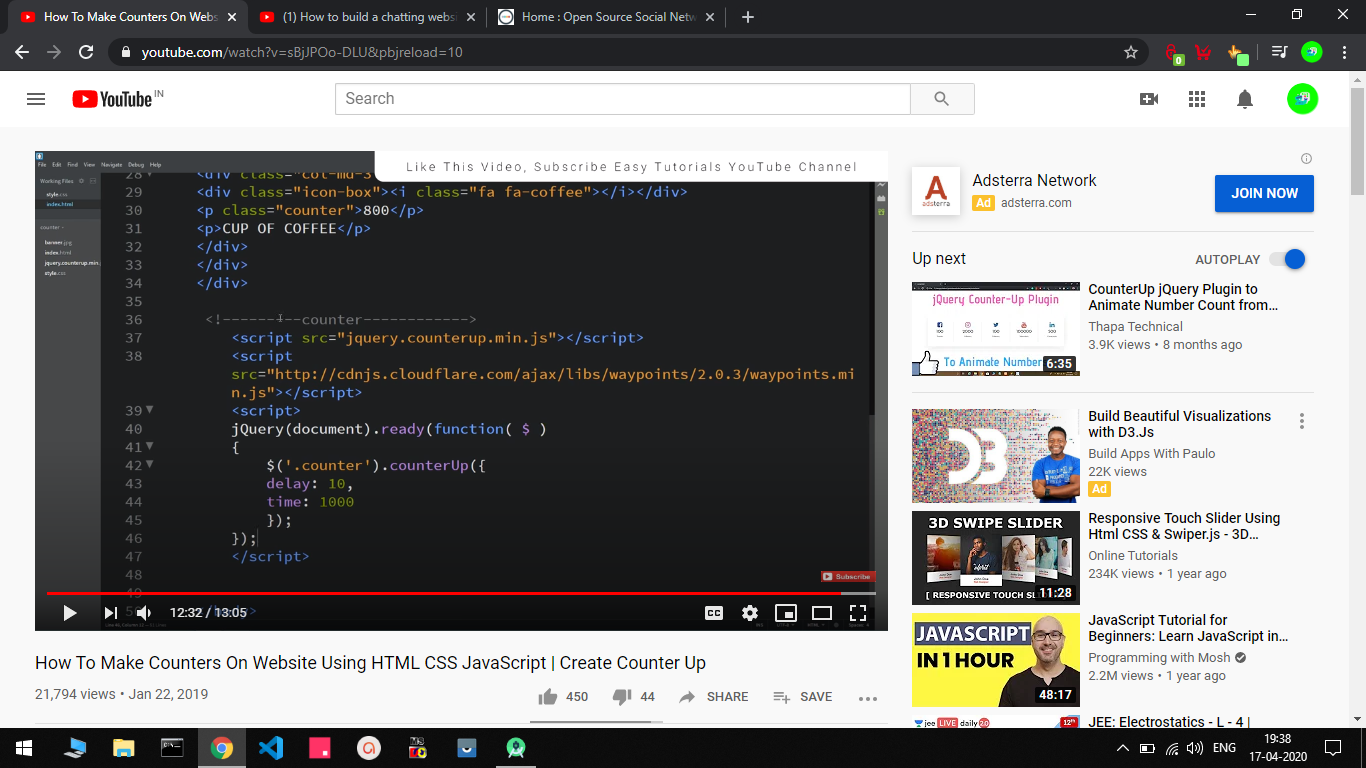 How To Make Counters On Webs
(1) How to build a chatting websi
Home : Open Source Social Netw
youtube.com/watch?v=sBjJPOo-DLU&pbjreload=10
0
YouTube IN
Search
File Edit Find View Navigate Debug Help
Working Files
style.css
index.html
counter
banner.jpg
index.html
jquery.counterup.min.
style.css
Like This Video, Subscribe Easy Tutorials YouTube Channel
28 <div class="col-md-3
29 <div class="icon-box"><i class="fa fa-coffee"></i></div>
30 <p class="counter">800</p>
31 <p>CUP OF COFFEE</p>
32 </div>
33 </div>
34 </div>
35
36 <!---------counter------------>
37 <script src="jquery.counterup.min.js"></script>
38 <script
src="http://cdnjs.cloudflare.com/ajax/libs/waypoints/2.0.3/waypoints.mi
n.js"></script>
39 <script>
40 jQuery(document).ready(function( $ )
41 {
42 $('.counter').counterUp({
43 delay: 10,
44 time: 1000
45 });
46 });
47 </script>
48
49
Subscribe
12:32 / 13:05
CC
How To Make Counters On Website Using HTML CSS JavaScript | Create Counter Up
21,794 views • Jan 22, 2019
450
44
SHARE
SAVE
A
adsterra
Adsterra Network
Ad adsterra.com
JOIN NOW
Up next
AUTOPLAY
jQuery Counter-Up Plugin
To Animate Number
6:35
CounterUp jQuery Plugin to
Animate Number Count from...
Thapa Technical
3.9K views • 8 months ago
D3
Build Beautiful Visualizations
with D3.Js
Build Apps With Paulo
22K views
Ad
3D SWIPE SLIDER
[ RESPONSIVE TOUCH SL
11:28
Responsive Touch Slider Using
Html CSS & Swiper.js - 3D...
Online Tutorials
234K views • 1 year ago
JAVASCRIPT
IN 1 HOUR
48:17
JavaScript Tutorial for
Beginners: Learn JavaScript in...
Programming with Mosh
2.2M views • 1 year ago
jee LIVE daily 2.0
12th
JEE: Electrostatics - L - 4 |
ENG
19:38
17-04-2020